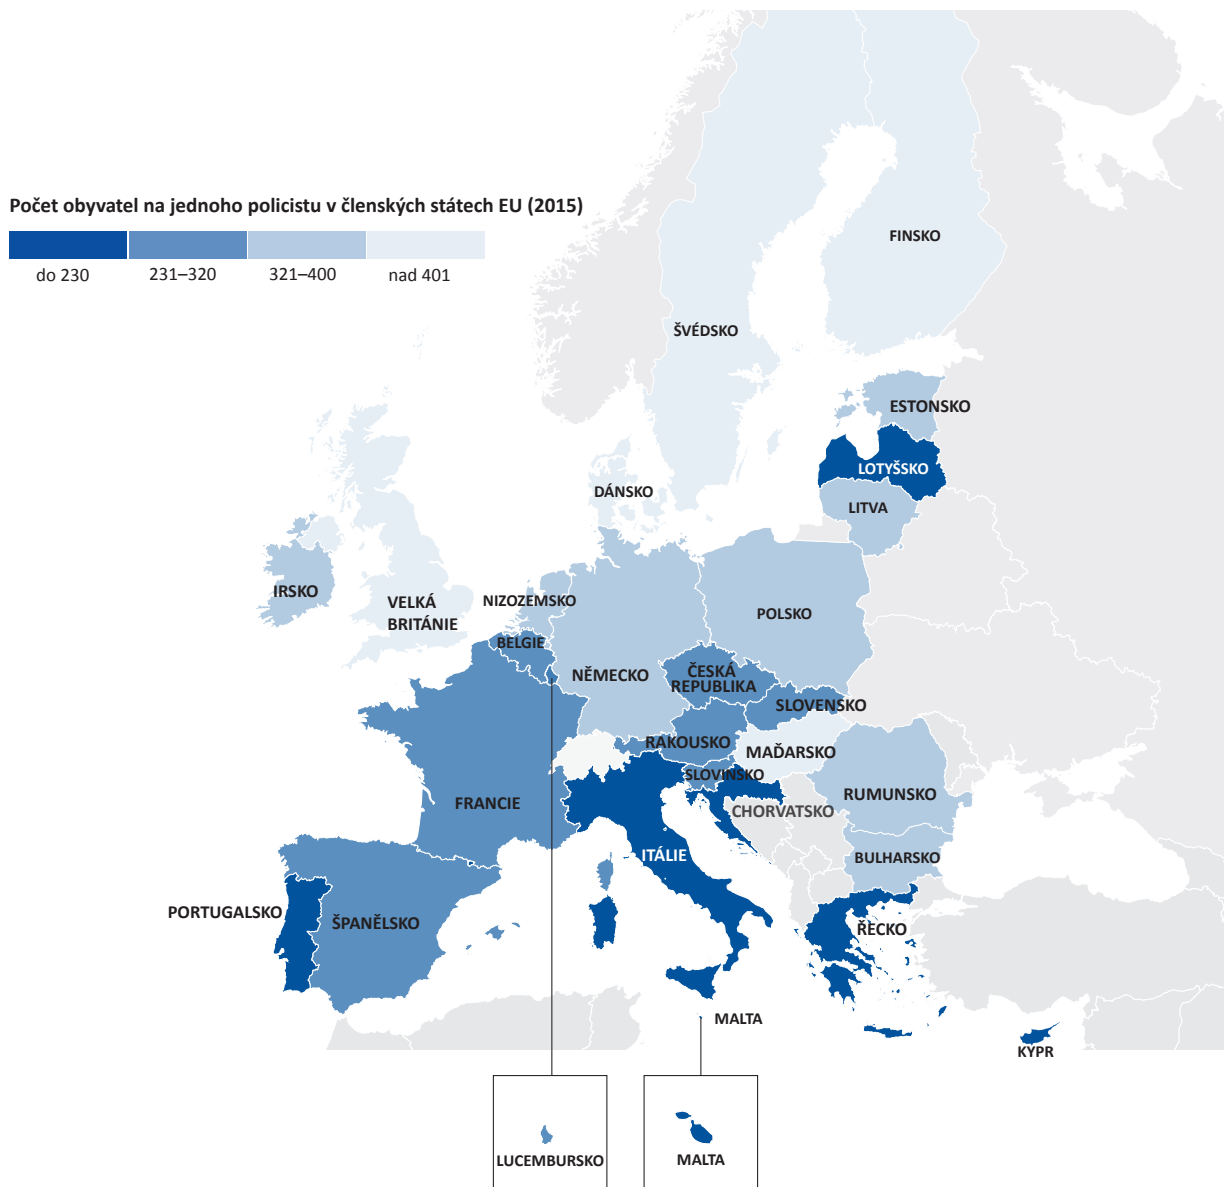 Počet obyvatel na jednoho policistu v členských státech EU (2015)
do 230
231–320
321–400
nad 401
FINSKO
ŠVÉDSKO
ESTONSKO
LOTYŠSKO
DÁNSKO
LITVA
IRSKO
VELKÁ
BRITÁNIE
NIZOZEMSKO
POLSKO
BELGIE
NĚMECKO
ČESKÁ
REPUBLIKA
SLOVENSKO
RAKOUSKO
MAĎARSKO
SLOVINSKO
FRANCIE
RUMUNSKO
CHORVATSKO
ITÁLIE
BULHARSKO
PORTUGALSKO
ŠPANĚLSKO
ŘECKO
MALTA
KYPR
LUCEMBURSKO
MALTA